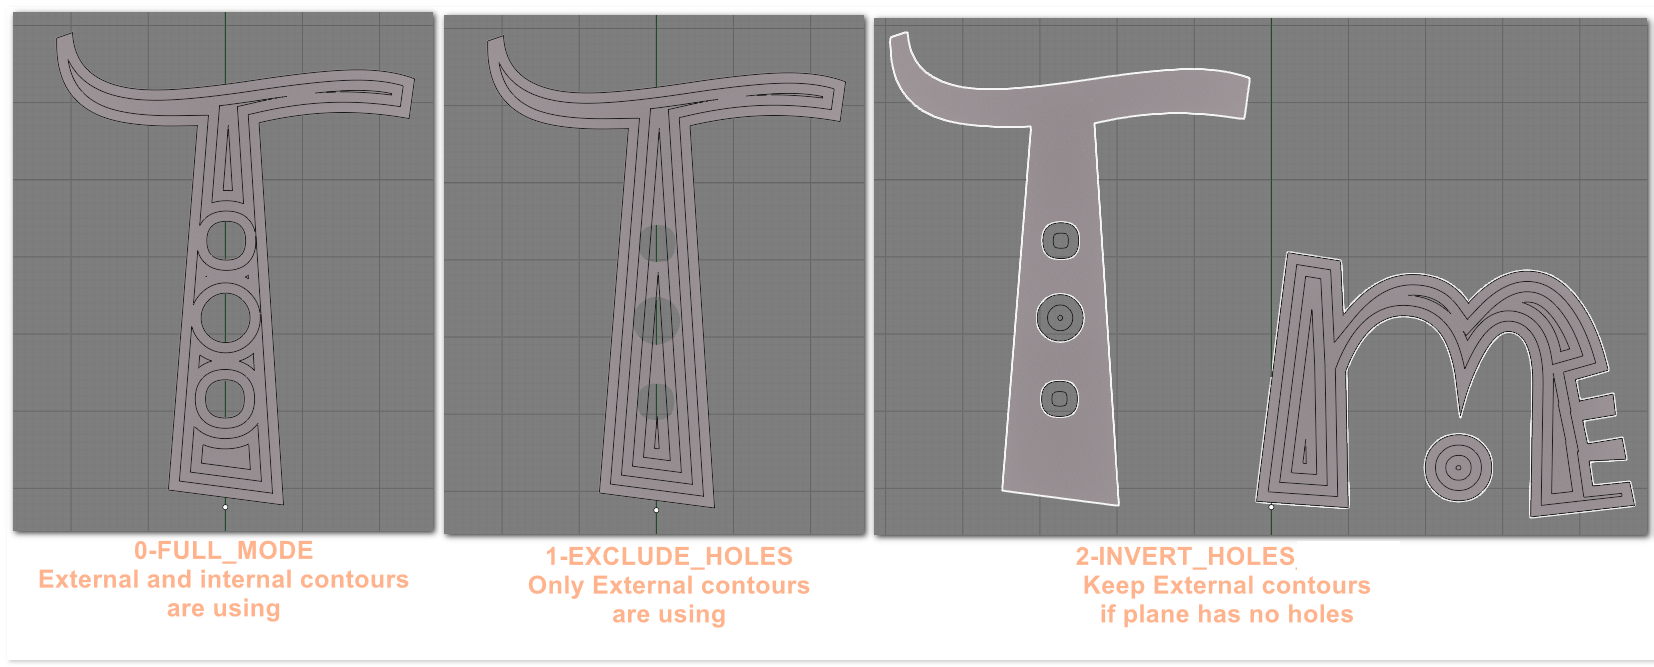 0-FULL_MODE
External and internal contours
are using
1-EXCLUDE_HOLES
Only External contours
are using
2-INVERT_HOLES
Keep External contours
if plane has no holes